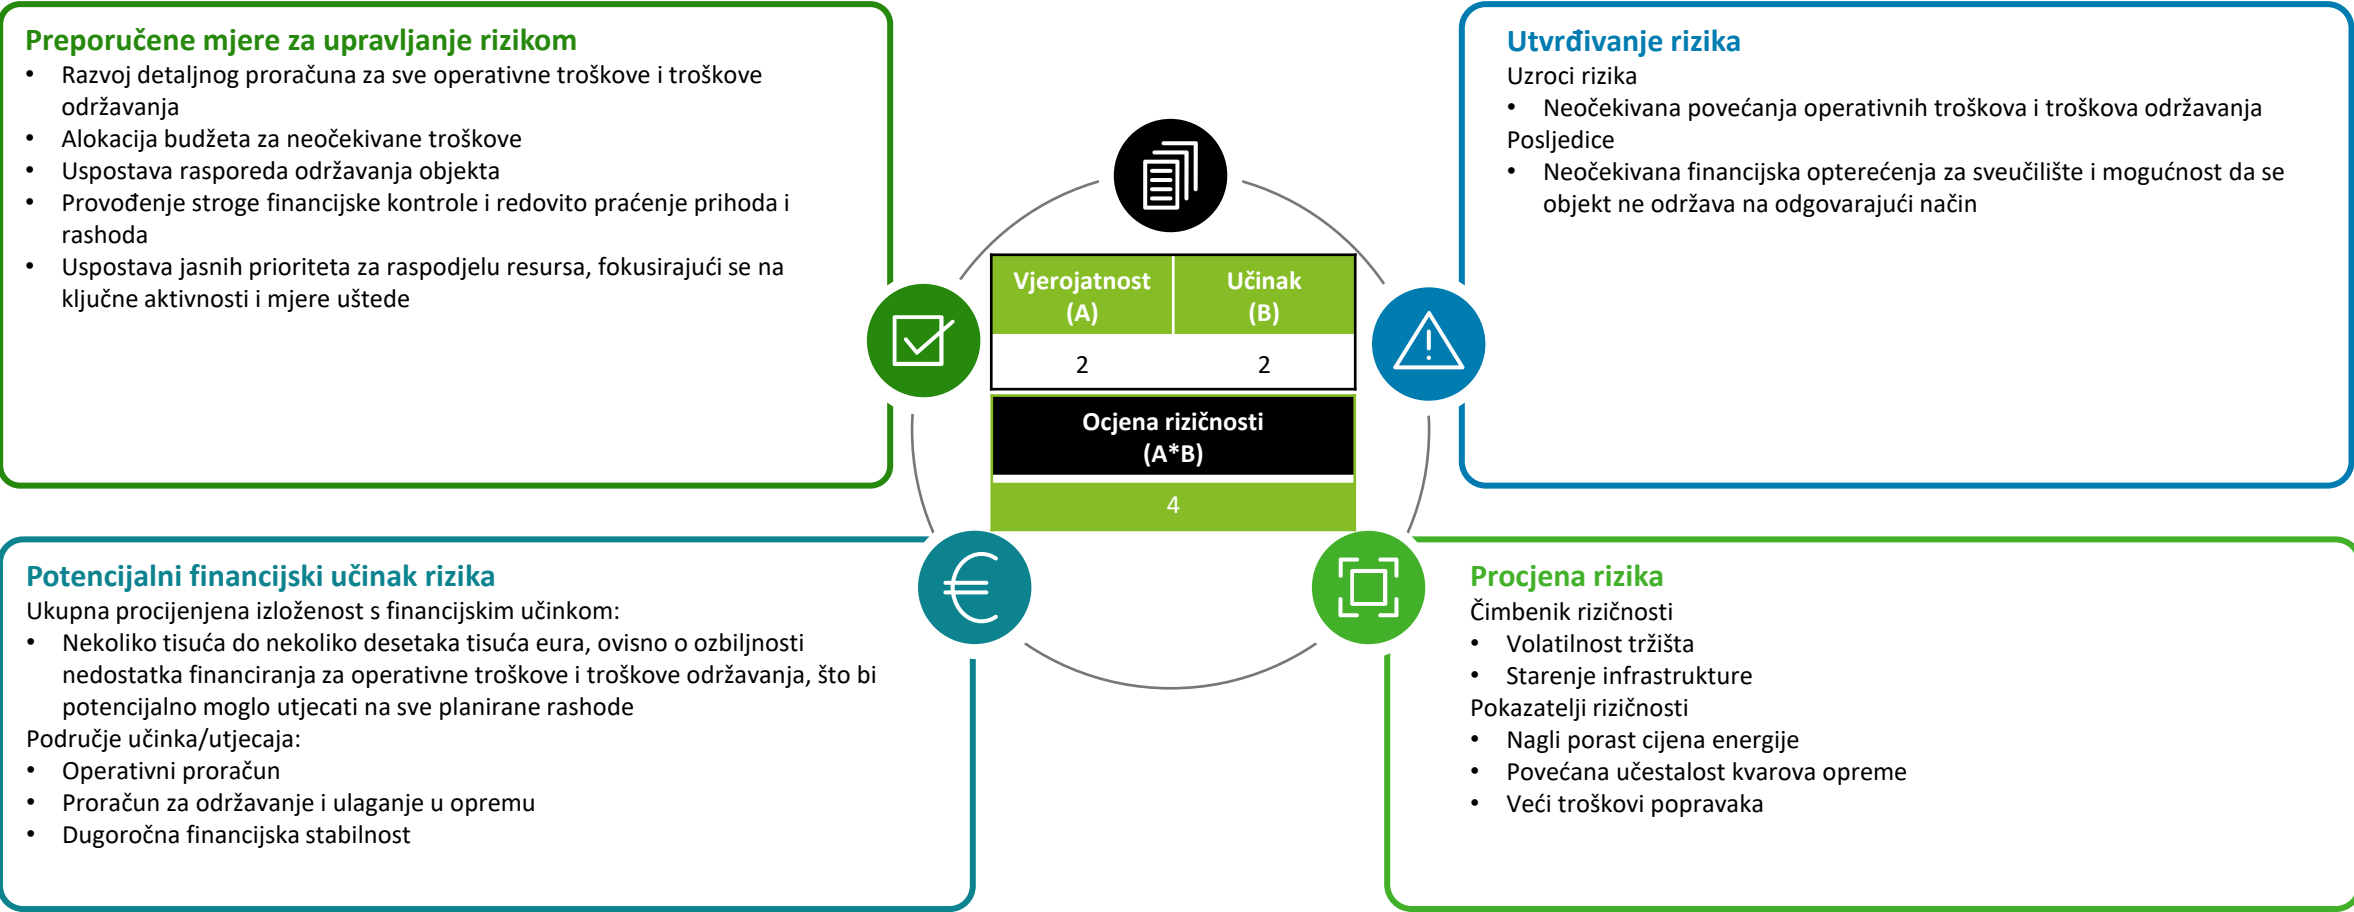 Preporučene mjere za upravljanje rizikom
• Razvoj detaljnog proračuna za sve operativne troškove i troškove
održavanja
• Alokacija budžeta za neočekivane troškove
• Uspostava rasporeda održavanja objekta
• Provođenje stroge financijske kontrole i redovito praćenje prihoda i
rashoda
• Uspostava jasnih prioriteta za raspodjelu resursa, fokusirajući se na
ključne aktivnosti i mjere uštede
Utvrđivanje rizika
Uzroci rizika
• Neočekivana povećanja operativnih troškova i troškova održavanja
Posljedice
• Neočekivana financijska opterećenja za sveučilište i mogućnost da se
objekt ne održava na odgovarajući način
Vjerojatnost
(A)
Učinak
(B)
2
2
Ocjena rizičnosti
(A*B)
4
Potencijalni financijski učinak rizika
Ukupna procijenjena izloženost s financijskim učinkom:
• Nekoliko tisuća do nekoliko desetaka tisuća eura, ovisno o ozbiljnosti
nedostatka financiranja za operativne troškove i troškove održavanja, što bi
potencijalno moglo utjecati na sve planirane rashode
Područje učinka/utjecaja:
• Operativni proračun
• Proračun za održavanje i ulaganje u opremu
• Dugoročna financijska stabilnost
Procjena rizika
Čimbenik rizičnosti
• Volatilnost tržišta
• Starenje infrastrukture
Pokazatelji rizičnosti
• Nagli porast cijena energije
• Povećana učestalost kvarova opreme
• Veći troškovi popravaka